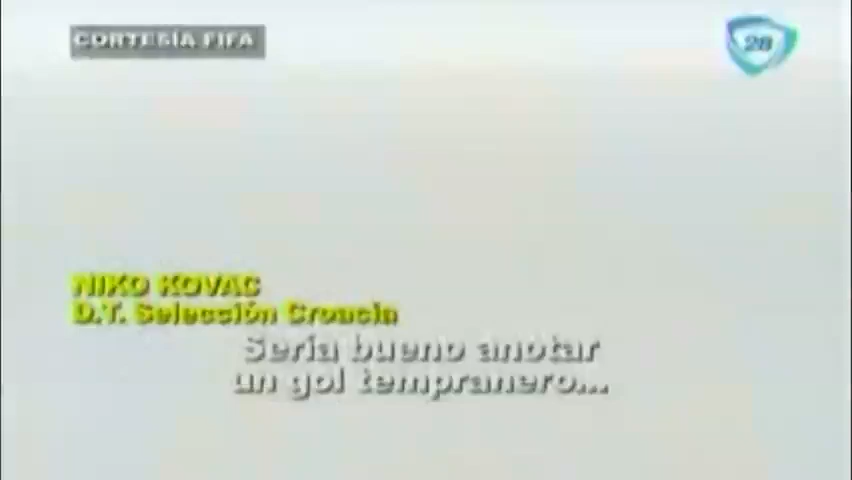 CORTESÍA FIFA
28
NIKO KOVAC
D.T. Selección Croacia
Sería bueno anotar
un gol tempranero...